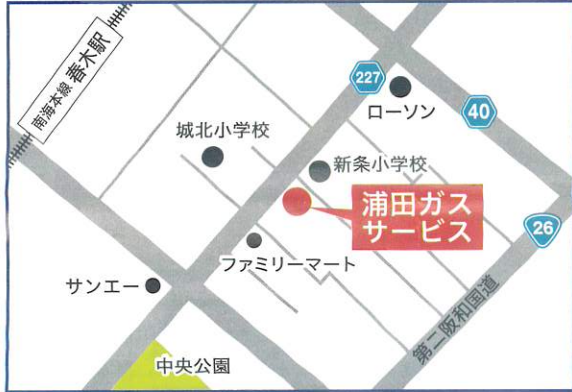 南海本線 春木駅
227
ローソン
40
城北小学校
新条小学校
浦田ガス
サービス
26
ファミリーマート
サンエー
第二阪和国道
中央公園